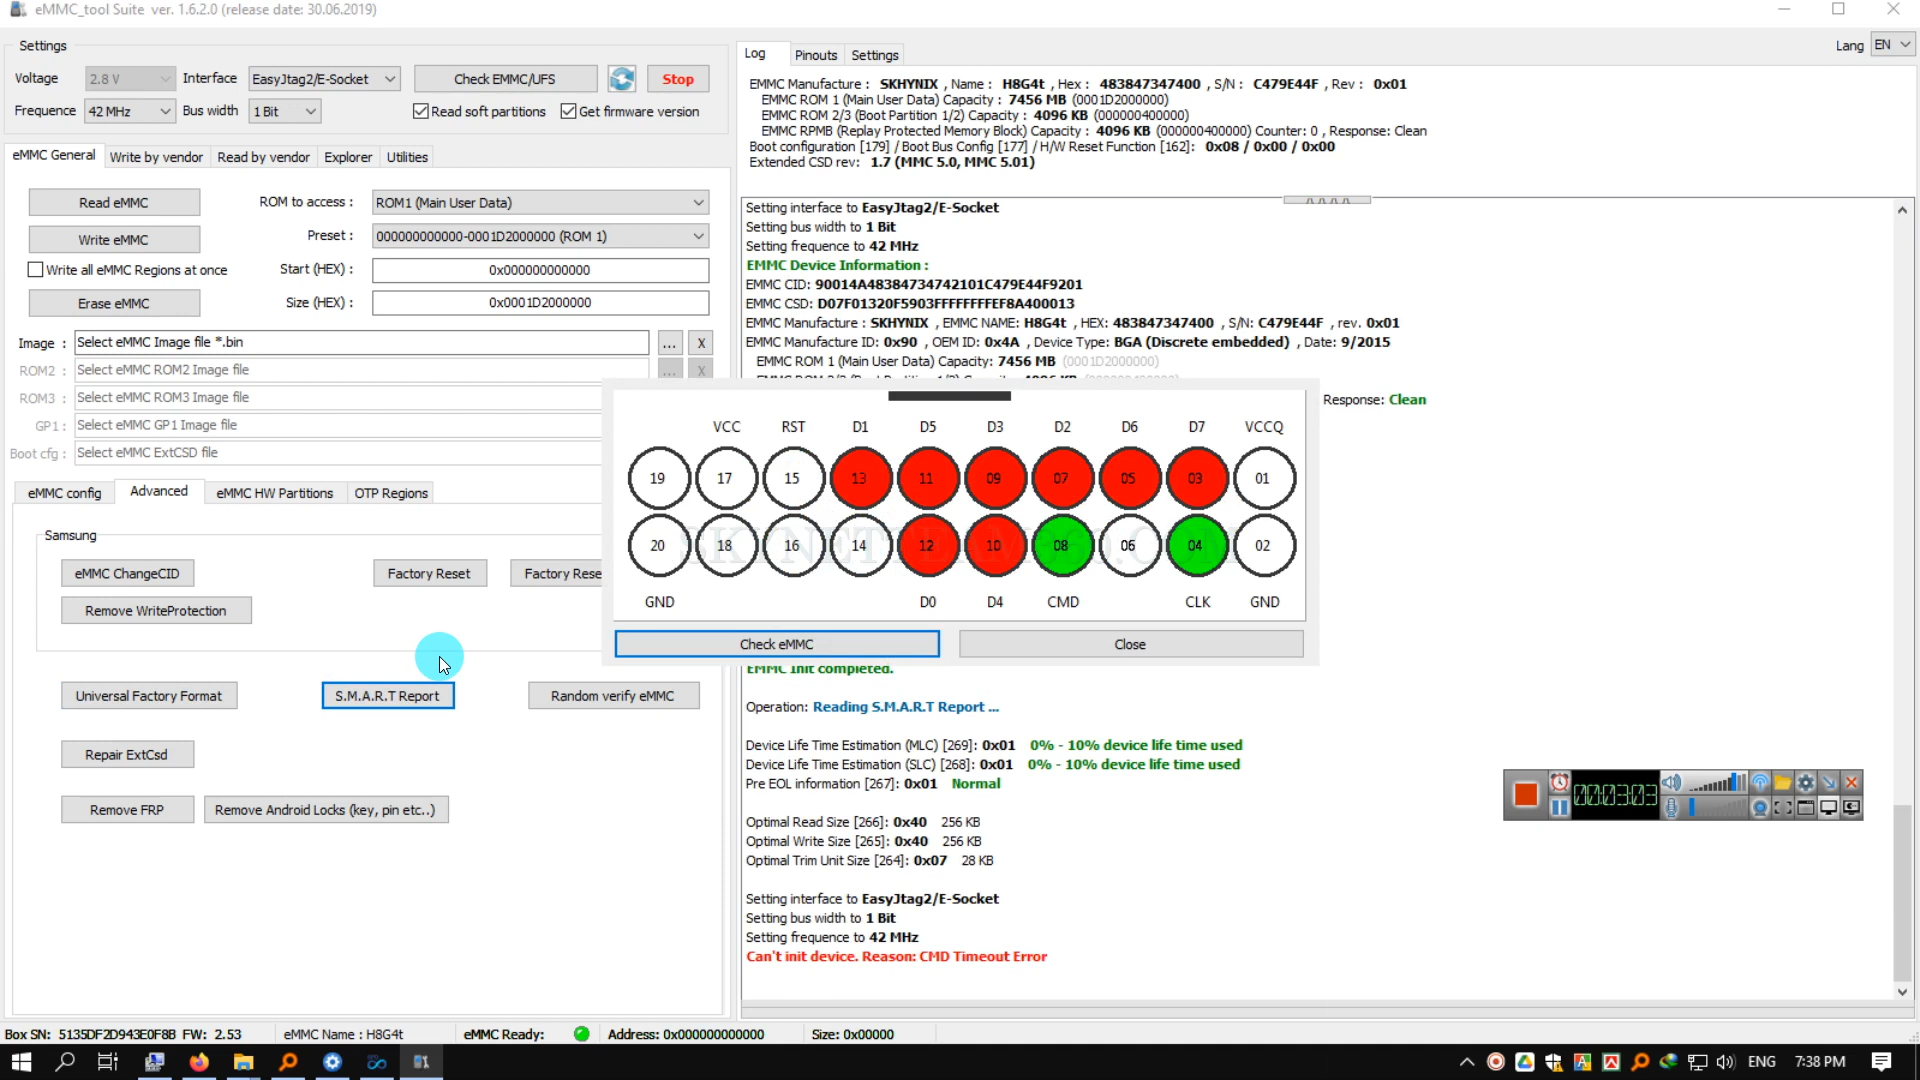 eMMC_tool Suite ver. 1.6.2.0 (release date: 30.06.2019)
Settings
Voltage 2.8 V Interface EasyJtag2/E-Socket Check EMMC/UFS Stop
Frequence 42 MHz Bus width 1 Bit Read soft partitions Get firmware version
eMMC General Write by vendor Read by vendor Explorer Utilities
Read eMMC ROM to access : ROM1 (Main User Data)
Write eMMC Preset : 000000000000-0001D2000000 (ROM 1)
Write all eMMC Regions at once Start (HEX) : 0x000000000000
Erase eMMC Size (HEX) : 0x0001D2000000
Image : Select eMMC Image file *.bin ... X
ROM2 : Select eMMC ROM2 Image file ... X
ROM3 : Select eMMC ROM3 Image file
GP1 : Select eMMC GP1 Image file
Boot cfg : Select eMMC ExtCSD file
eMMC config Advanced eMMC HW Partitions OTP Regions
Samsung
eMMC ChangeCID Factory Reset Factory Rese
Remove WriteProtection
Universal Factory Format S.M.A.R.T Report Random verify eMMC
Repair ExtCsd
Remove FRP Remove Android Locks (key, pin etc..)
Log Pinouts Settings Lang EN
EMMC Manufacture : SKHYNIX , Name : H8G4t , Hex : 483847347400 , S/N : C479E44F , Rev : 0x01
EMMC ROM 1 (Main User Data) Capacity : 7456 MB (0001D2000000)
EMMC ROM 2/3 (Boot Partition 1/2) Capacity : 4096 KB (000000400000)
EMMC RPMB (Replay Protected Memory Block) Capacity : 4096 KB (000000400000) Counter: 0 , Response: Clean
Boot configuration [179] / Boot Bus Config [177] / H/W Reset Function [162]: 0x08 / 0x00 / 0x00
Extended CSD rev: 1.7 (MMC 5.0, MMC 5.01)
Setting interface to EasyJtag2/E-Socket
Setting bus width to 1 Bit
Setting frequence to 42 MHz
EMMC Device Information :
EMMC CID: 90014A48384734742101C479E44F9201
EMMC CSD: D07F01320F5903FFFFFFFFEF8A400013
EMMC Manufacture : SKHYNIX , EMMC NAME: H8G4t , HEX: 483847347400 , S/N: C479E44F , rev. 0x01
EMMC Manufacture ID: 0x90 , OEM ID: 0x4A , Device Type: BGA (Discrete embedded) , Date: 9/2015
EMMC ROM 1 (Main User Data) Capacity: 7456 MB (0001D2000000)
Response: Clean
VCC RST D1 D5 D3 D2 D6 D7 VCCQ
19 17 15 13 11 09 07 05 03 01
20 18 16 14 12 10 08 06 04 02
GND D0 D4 CMD CLK GND
Check eMMC Close
EMMC Init completed.
Operation: Reading S.M.A.R.T Report ...
Device Life Time Estimation (MLC) [269]: 0x01 0% - 10% device life time used
Device Life Time Estimation (SLC) [268]: 0x01 0% - 10% device life time used
Pre EOL information [267]: 0x01 Normal
Optimal Read Size [266]: 0x40 256 KB
Optimal Write Size [265]: 0x40 256 KB
Optimal Trim Unit Size [264]: 0x07 28 KB
Setting interface to EasyJtag2/E-Socket
Setting bus width to 1 Bit
Setting frequence to 42 MHz
Can't init device. Reason: CMD Timeout Error
00:03:03
Box SN: 5135DF2D943E0F8B FW: 2.53 eMMC Name : H8G4t eMMC Ready: Address: 0x000000000000 Size: 0x00000
ENG 7:38 PM